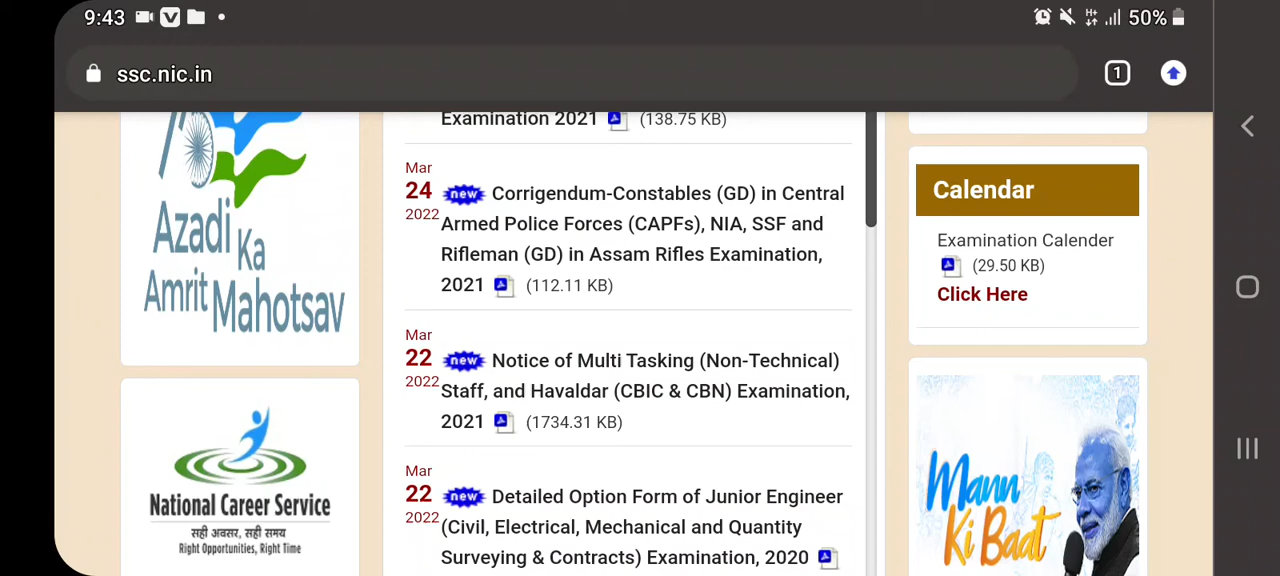 9:43
50%
ssc.nic.in
1
Azadi
Ka
Amrit
Mahotsav
National Career Service
सही अवसर, सही समय
Right Opportunities, Right Time
Examination 2021 (138.75 KB)
Mar
24
2022
new Corrigendum-Constables (GD) in Central
Armed Police Forces (CAPFs), NIA, SSF and
Rifleman (GD) in Assam Rifles Examination,
2021 (112.11 KB)
Mar
22
2022
new Notice of Multi Tasking (Non-Technical)
Staff, and Havaldar (CBIC & CBN) Examination,
2021 (1734.31 KB)
Mar
22
2022
new Detailed Option Form of Junior Engineer
(Civil, Electrical, Mechanical and Quantity
Surveying & Contracts) Examination, 2020
Calendar
Examination Calender
(29.50 KB)
Click Here
Mann
Ki Baat